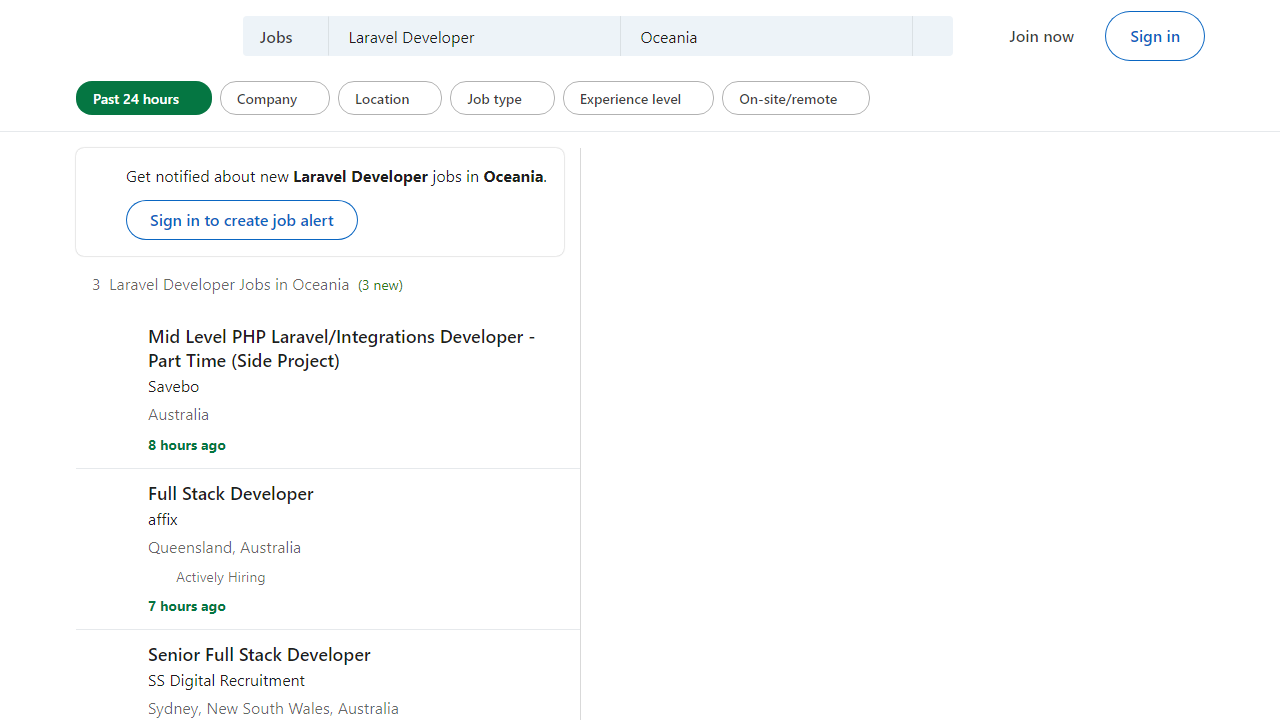 Jobs
Laravel Developer
Oceania
Join now
Sign in
Past 24 hours
Company
Location
Job type
Experience level
On-site/remote
Get notified about new Laravel Developer jobs in Oceania.
Sign in to create job alert
3 Laravel Developer Jobs in Oceania (3 new)
Mid Level PHP Laravel/Integrations Developer -
Part Time (Side Project)
Savebo
Australia
8 hours ago
Full Stack Developer
affix
Queensland, Australia
Actively Hiring
7 hours ago
Senior Full Stack Developer
SS Digital Recruitment
Sydney, New South Wales, Australia